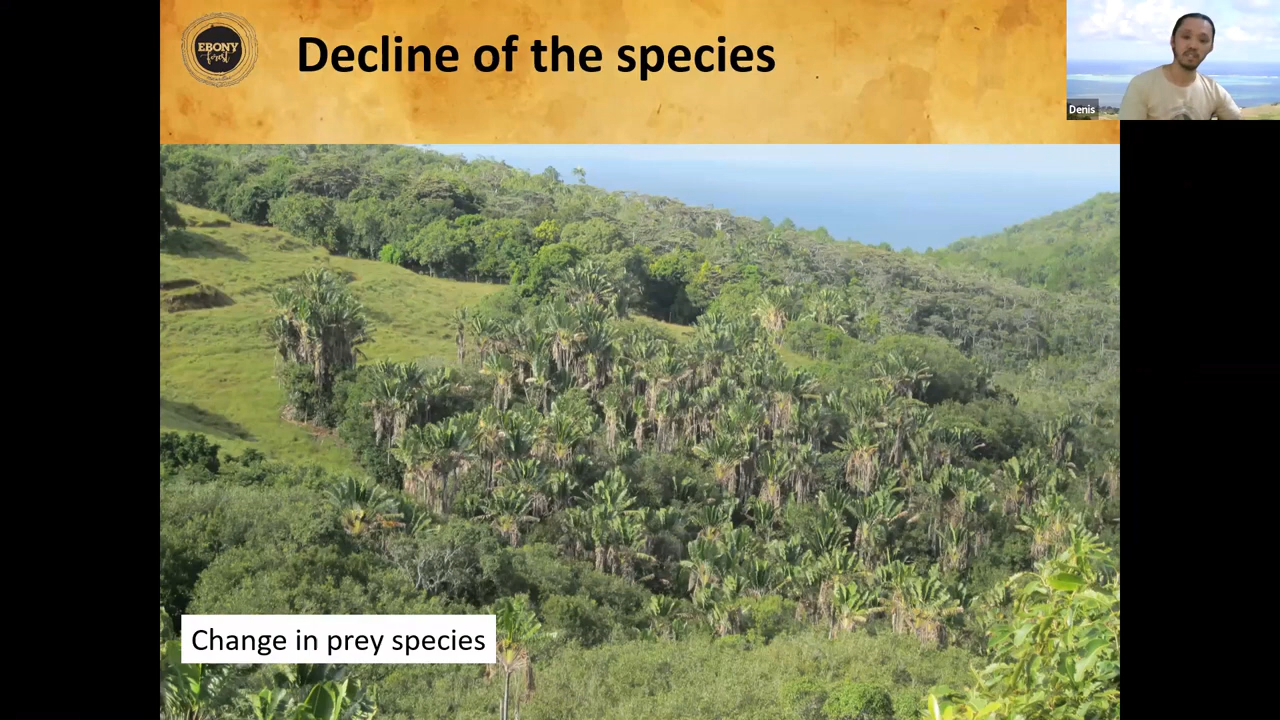 EBONY
forest
Decline of the species
Denis
Change in prey species